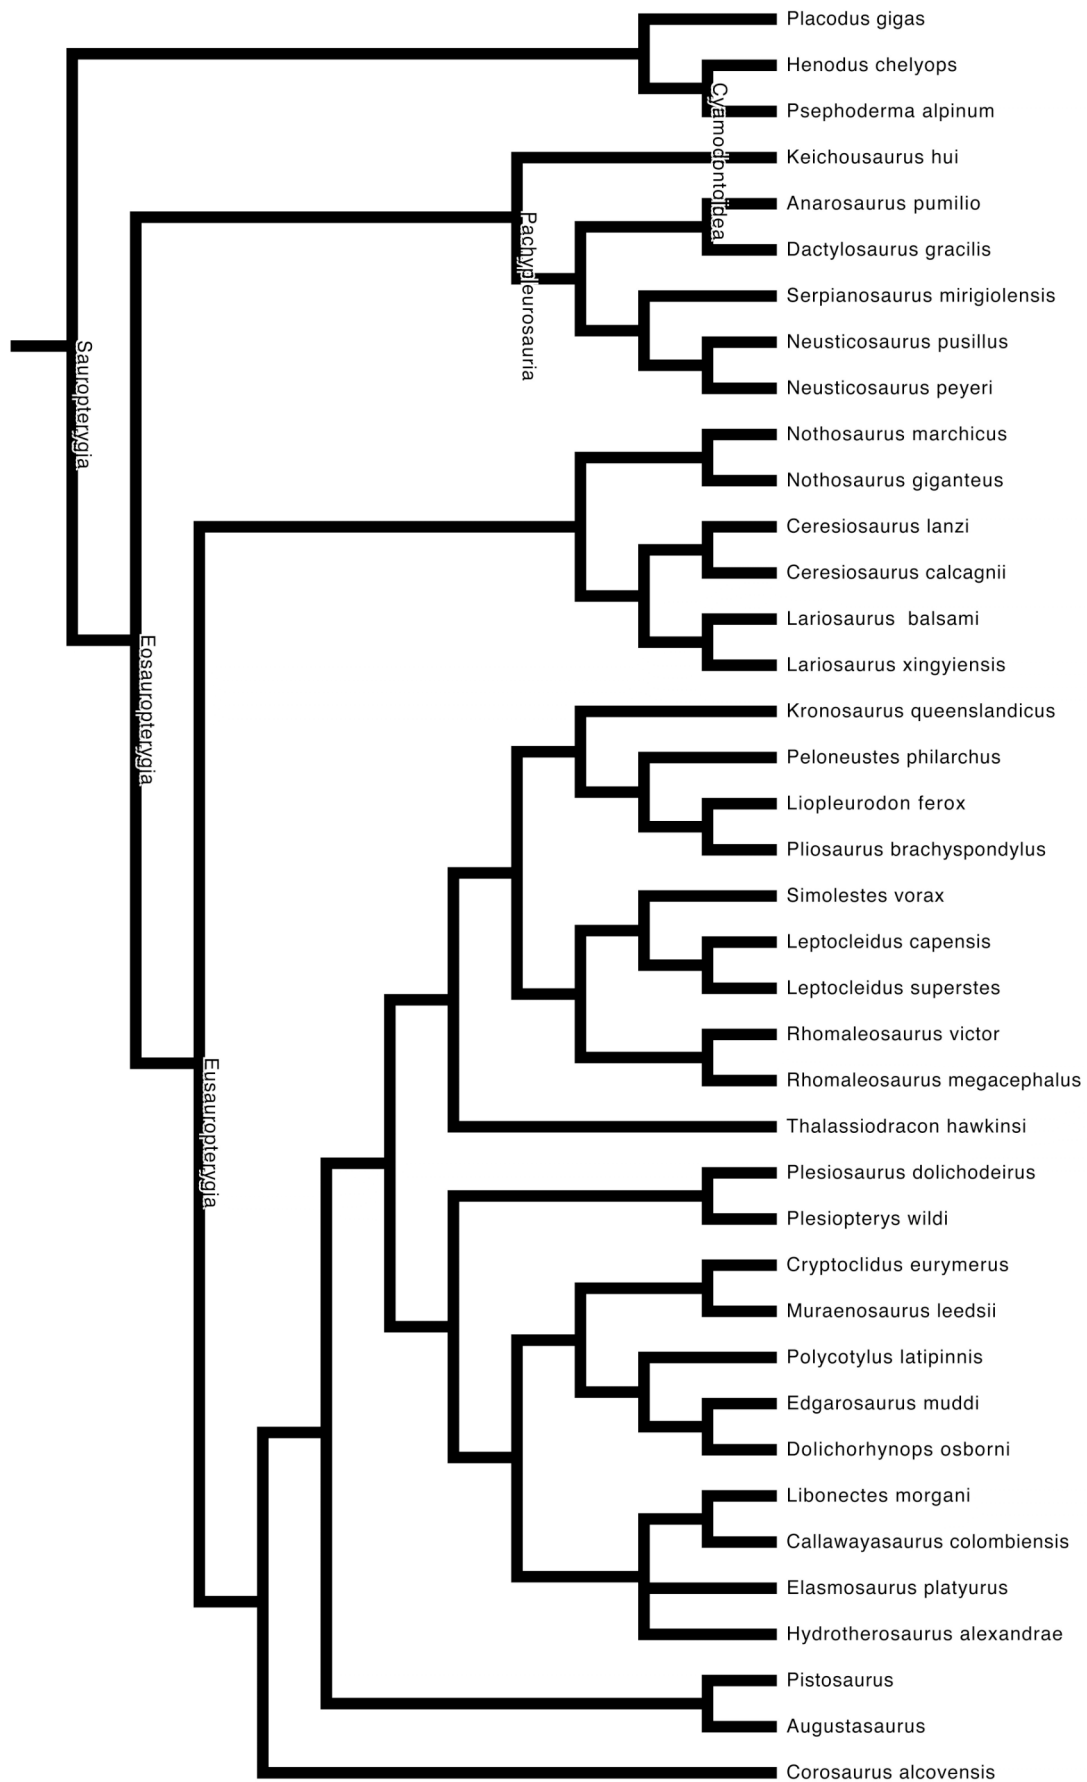 Placodus gigas
Henodus chelyops
Psephoderma alpinum
Cyamodontoidea
Keichousaurus hui
Anarosaurus pumilio
Dactylosaurus gracilis
Pachypleurosauria
Serpianosaurus mirigiolensis
Neusticosaurus pusillus
Neusticosaurus peyeri
Sauropterygia
Nothosaurus marchicus
Nothosaurus giganteus
Ceresiosaurus lanzi
Ceresiosaurus calcagnii
Lariosaurus  balsami
Lariosaurus xingyiensis
Eosauropterygia
Kronosaurus queenslandicus
Peloneustes philarchus
Liopleurodon ferox
Pliosaurus brachyspondylus
Simolestes vorax
Leptocleidus capensis
Leptocleidus superstes
Rhomaleosaurus victor
Rhomaleosaurus megacephalus
Eusauropterygia
Thalassiodracon hawkinsi
Plesiosaurus dolichodeirus
Plesiopterys wildi
Cryptoclidus eurymerus
Muraenosaurus leedsii
Polycotylus latipinnis
Edgarosaurus muddi
Dolichorhynops osborni
Libonectes morgani
Callawayasaurus colombiensis
Elasmosaurus platyurus
Hydrotherosaurus alexandrae
Pistosaurus
Augustasaurus
Corosaurus alcovensis